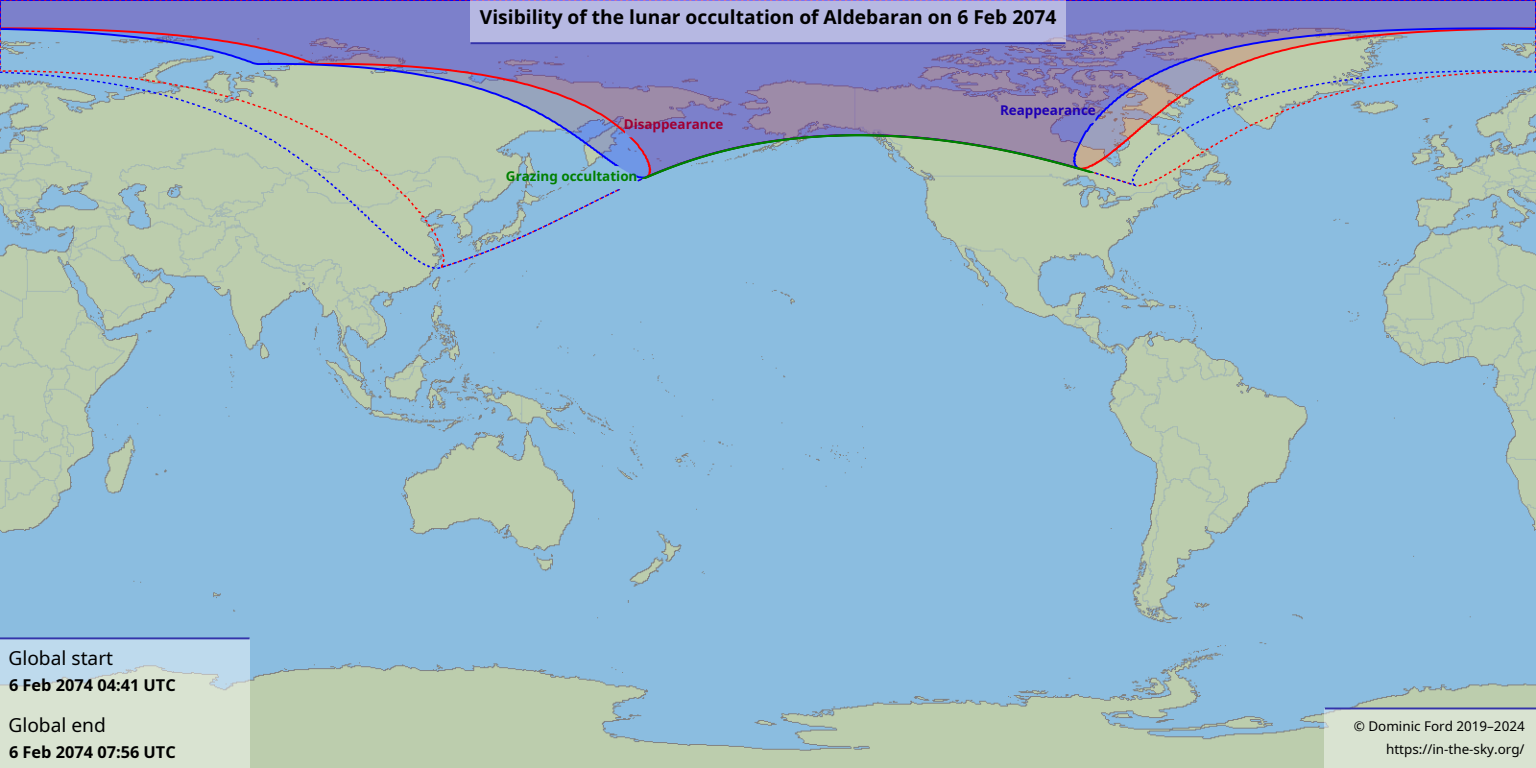 Visibility of the lunar occultation of Aldebaran on 6 Feb 2074
Reappearance
Disappearance
Grazing occultation
Global start
6 Feb 2074 04:41 UTC
Global end
6 Feb 2074 07:56 UTC
© Dominic Ford 2019–2024
https://in-the-sky.org/